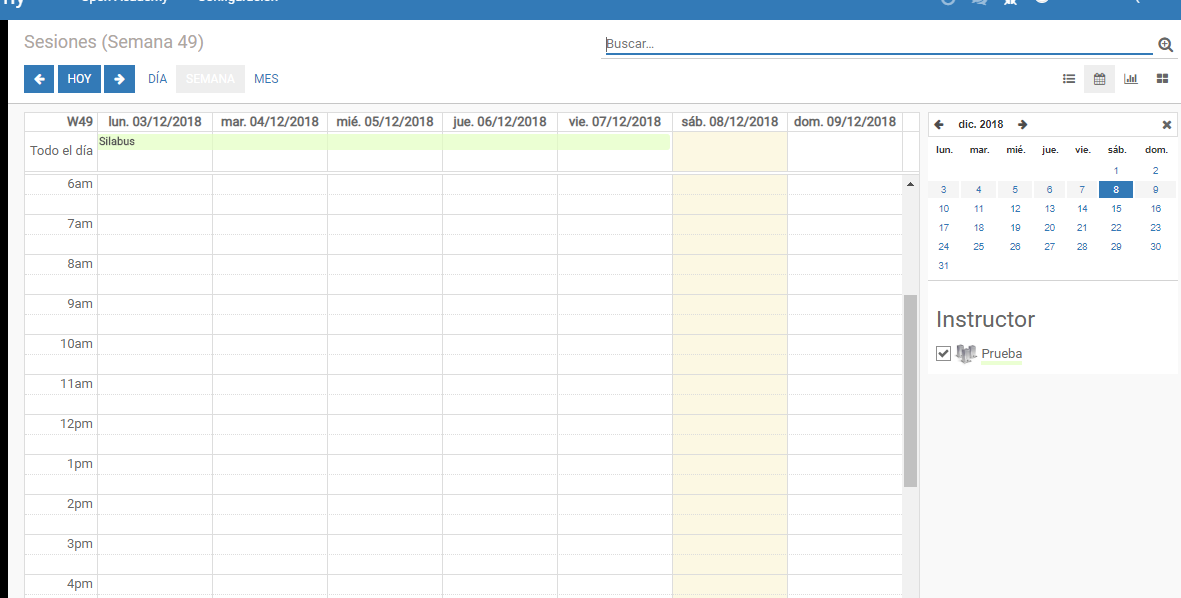 Sesiones (Semana 49)
Buscar...
HOY DÍA SEMANA MES
W49 lun. 03/12/2018 mar. 04/12/2018 mié. 05/12/2018 jue. 06/12/2018 vie. 07/12/2018 sáb. 08/12/2018 dom. 09/12/2018
Todo el día Silabus
6am
7am
8am
9am
10am
11am
12pm
1pm
2pm
3pm
4pm
dic. 2018
lun. mar. mié. jue. vie. sáb. dom.
1 2
3 4 5 6 7 8 9
10 11 12 13 14 15 16
17 18 19 20 21 22 23
24 25 26 27 28 29 30
31
Instructor
Prueba